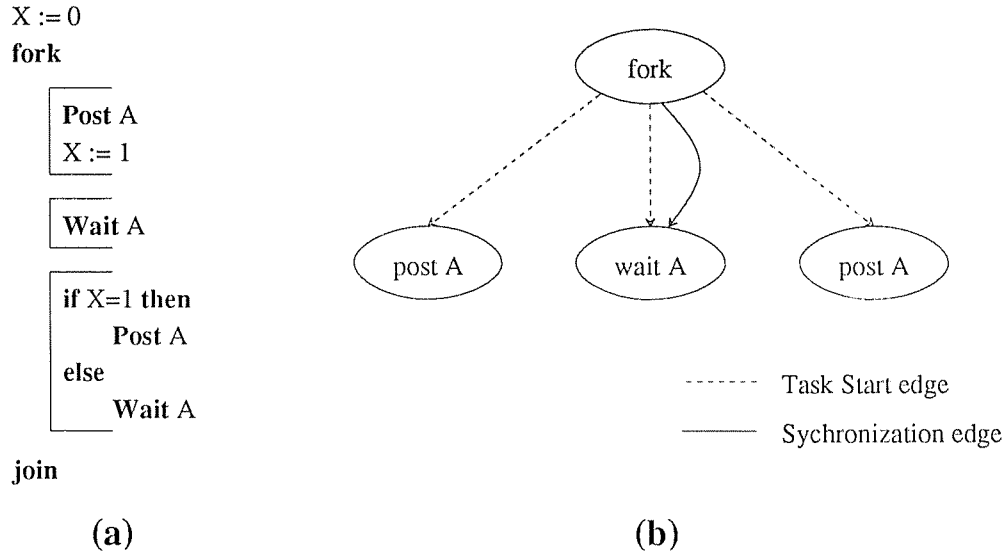 X := 0
fork
Post A
X := 1
Wait A
if X=1 then
Post A
else
Wait A
join
(a)
fork
post A
wait A
post A
Task Start edge
Sychronization edge
(b)